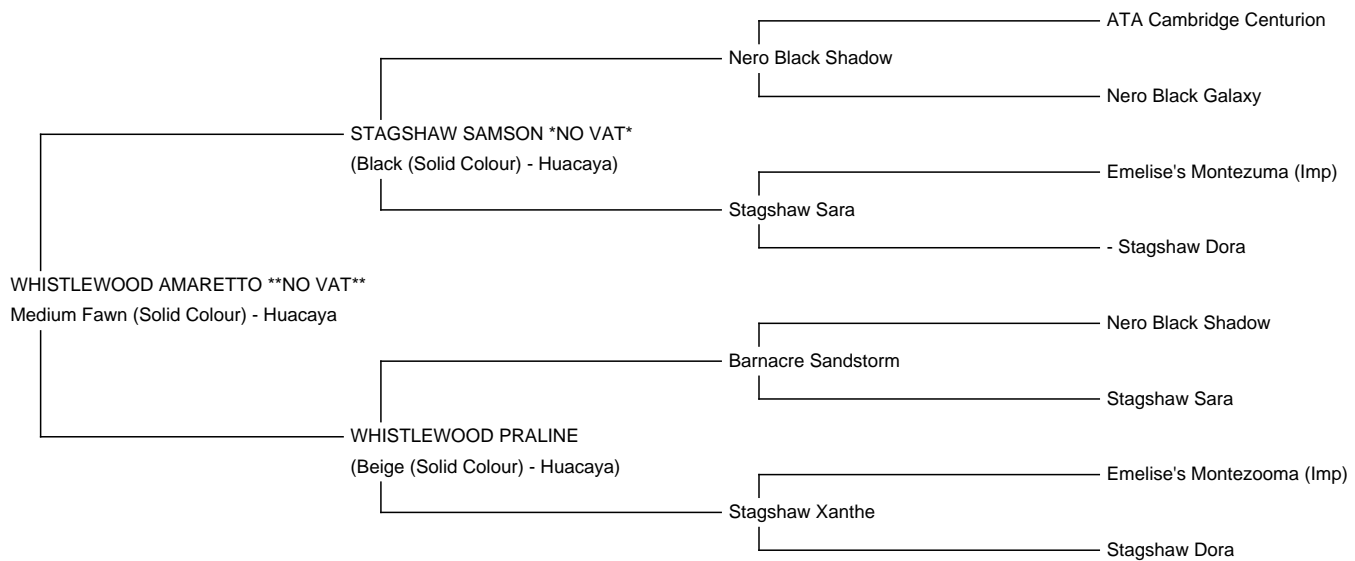 ATA Cambridge Centurion
Nero Black Shadow
Nero Black Galaxy
STAGSHAW SAMSON *NO VAT*
(Black (Solid Colour) - Huacaya)
Emelise's Montezuma (Imp)
Stagshaw Sara
- Stagshaw Dora
WHISTLEWOOD AMARETTO **NO VAT**
Medium Fawn (Solid Colour) - Huacaya
Nero Black Shadow
Barnacre Sandstorm
Stagshaw Sara
WHISTLEWOOD PRALINE
(Beige (Solid Colour) - Huacaya)
Emelise's Montezooma (Imp)
Stagshaw Xanthe
Stagshaw Dora